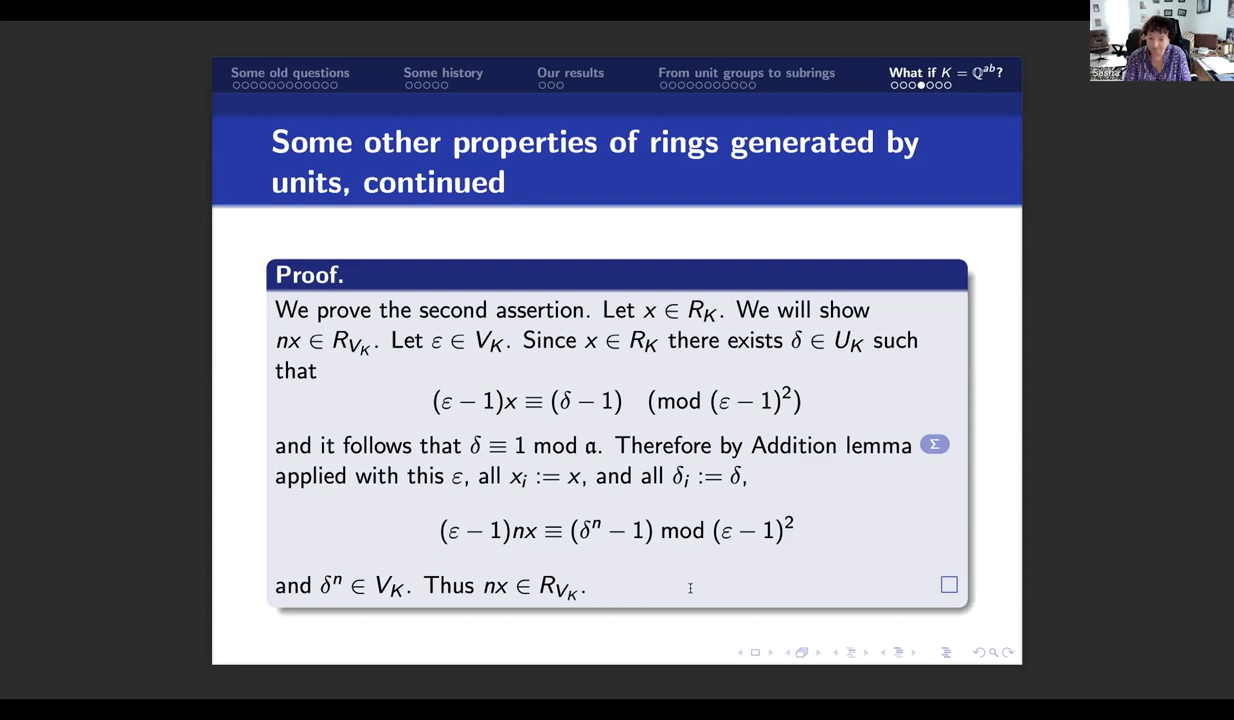 Some old questions Some history Our results From unit groups to subrings What if K = ℚᵃᵇ?
Some other properties of rings generated by
units, continued
Proof.
We prove the second assertion. Let x ∈ R_K. We will show
nx ∈ R_{V_K}. Let ε ∈ V_K. Since x ∈ R_K there exists δ ∈ U_K such
that
(ε − 1)x ≡ (δ − 1) (mod (ε − 1)²)
and it follows that δ ≡ 1 mod 𝔞. Therefore by Addition lemma Σ
applied with this ε, all x_i := x, and all δ_i := δ,
(ε − 1)nx ≡ (δⁿ − 1) mod (ε − 1)²
and δⁿ ∈ V_K. Thus nx ∈ R_{V_K}.